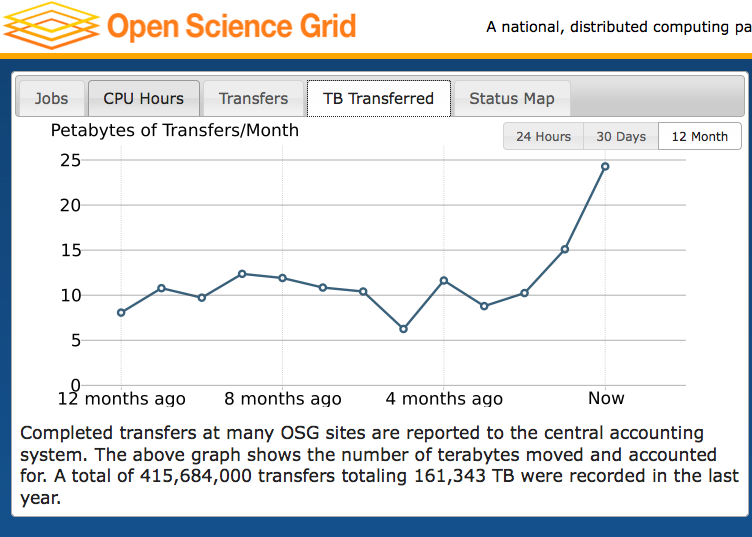 Open Science Grid
A national, distributed computing pa
Jobs
CPU Hours
Transfers
TB Transferred
Status Map
Petabytes of Transfers/Month
24 Hours
30 Days
12 Month
25
20
15
10
5
0
12 months ago
8 months ago
4 months ago
Now
Completed transfers at many OSG sites are reported to the central accounting
system. The above graph shows the number of terabytes moved and accounted
for. A total of 415,684,000 transfers totaling 161,343 TB were recorded in the last
year.